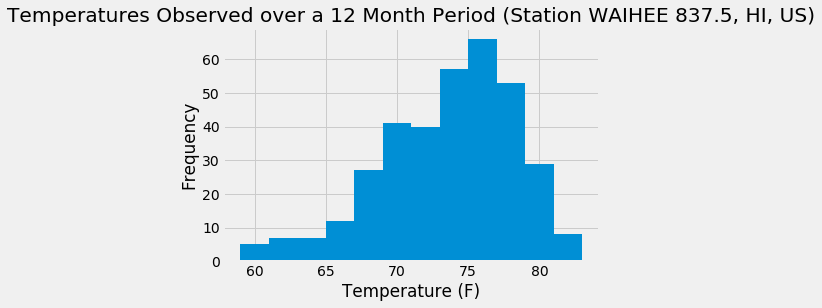 Temperatures Observed over a 12 Month Period (Station WAIHEE 837.5, HI, US)
Frequency
60
50
40
30
20
10
0
60 65 70 75 80
Temperature (F)